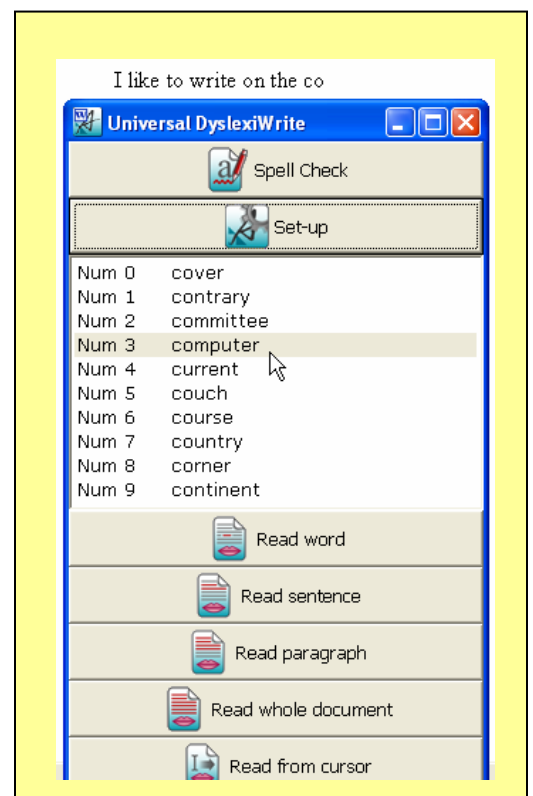 I like to write on the co
Universal DyslexiWrite
Spell Check
Set-up
Num 0 cover
Num 1 contrary
Num 2 committee
Num 3 computer
Num 4 current
Num 5 couch
Num 6 course
Num 7 country
Num 8 corner
Num 9 continent
Read word
Read sentence
Read paragraph
Read whole document
Read from cursor